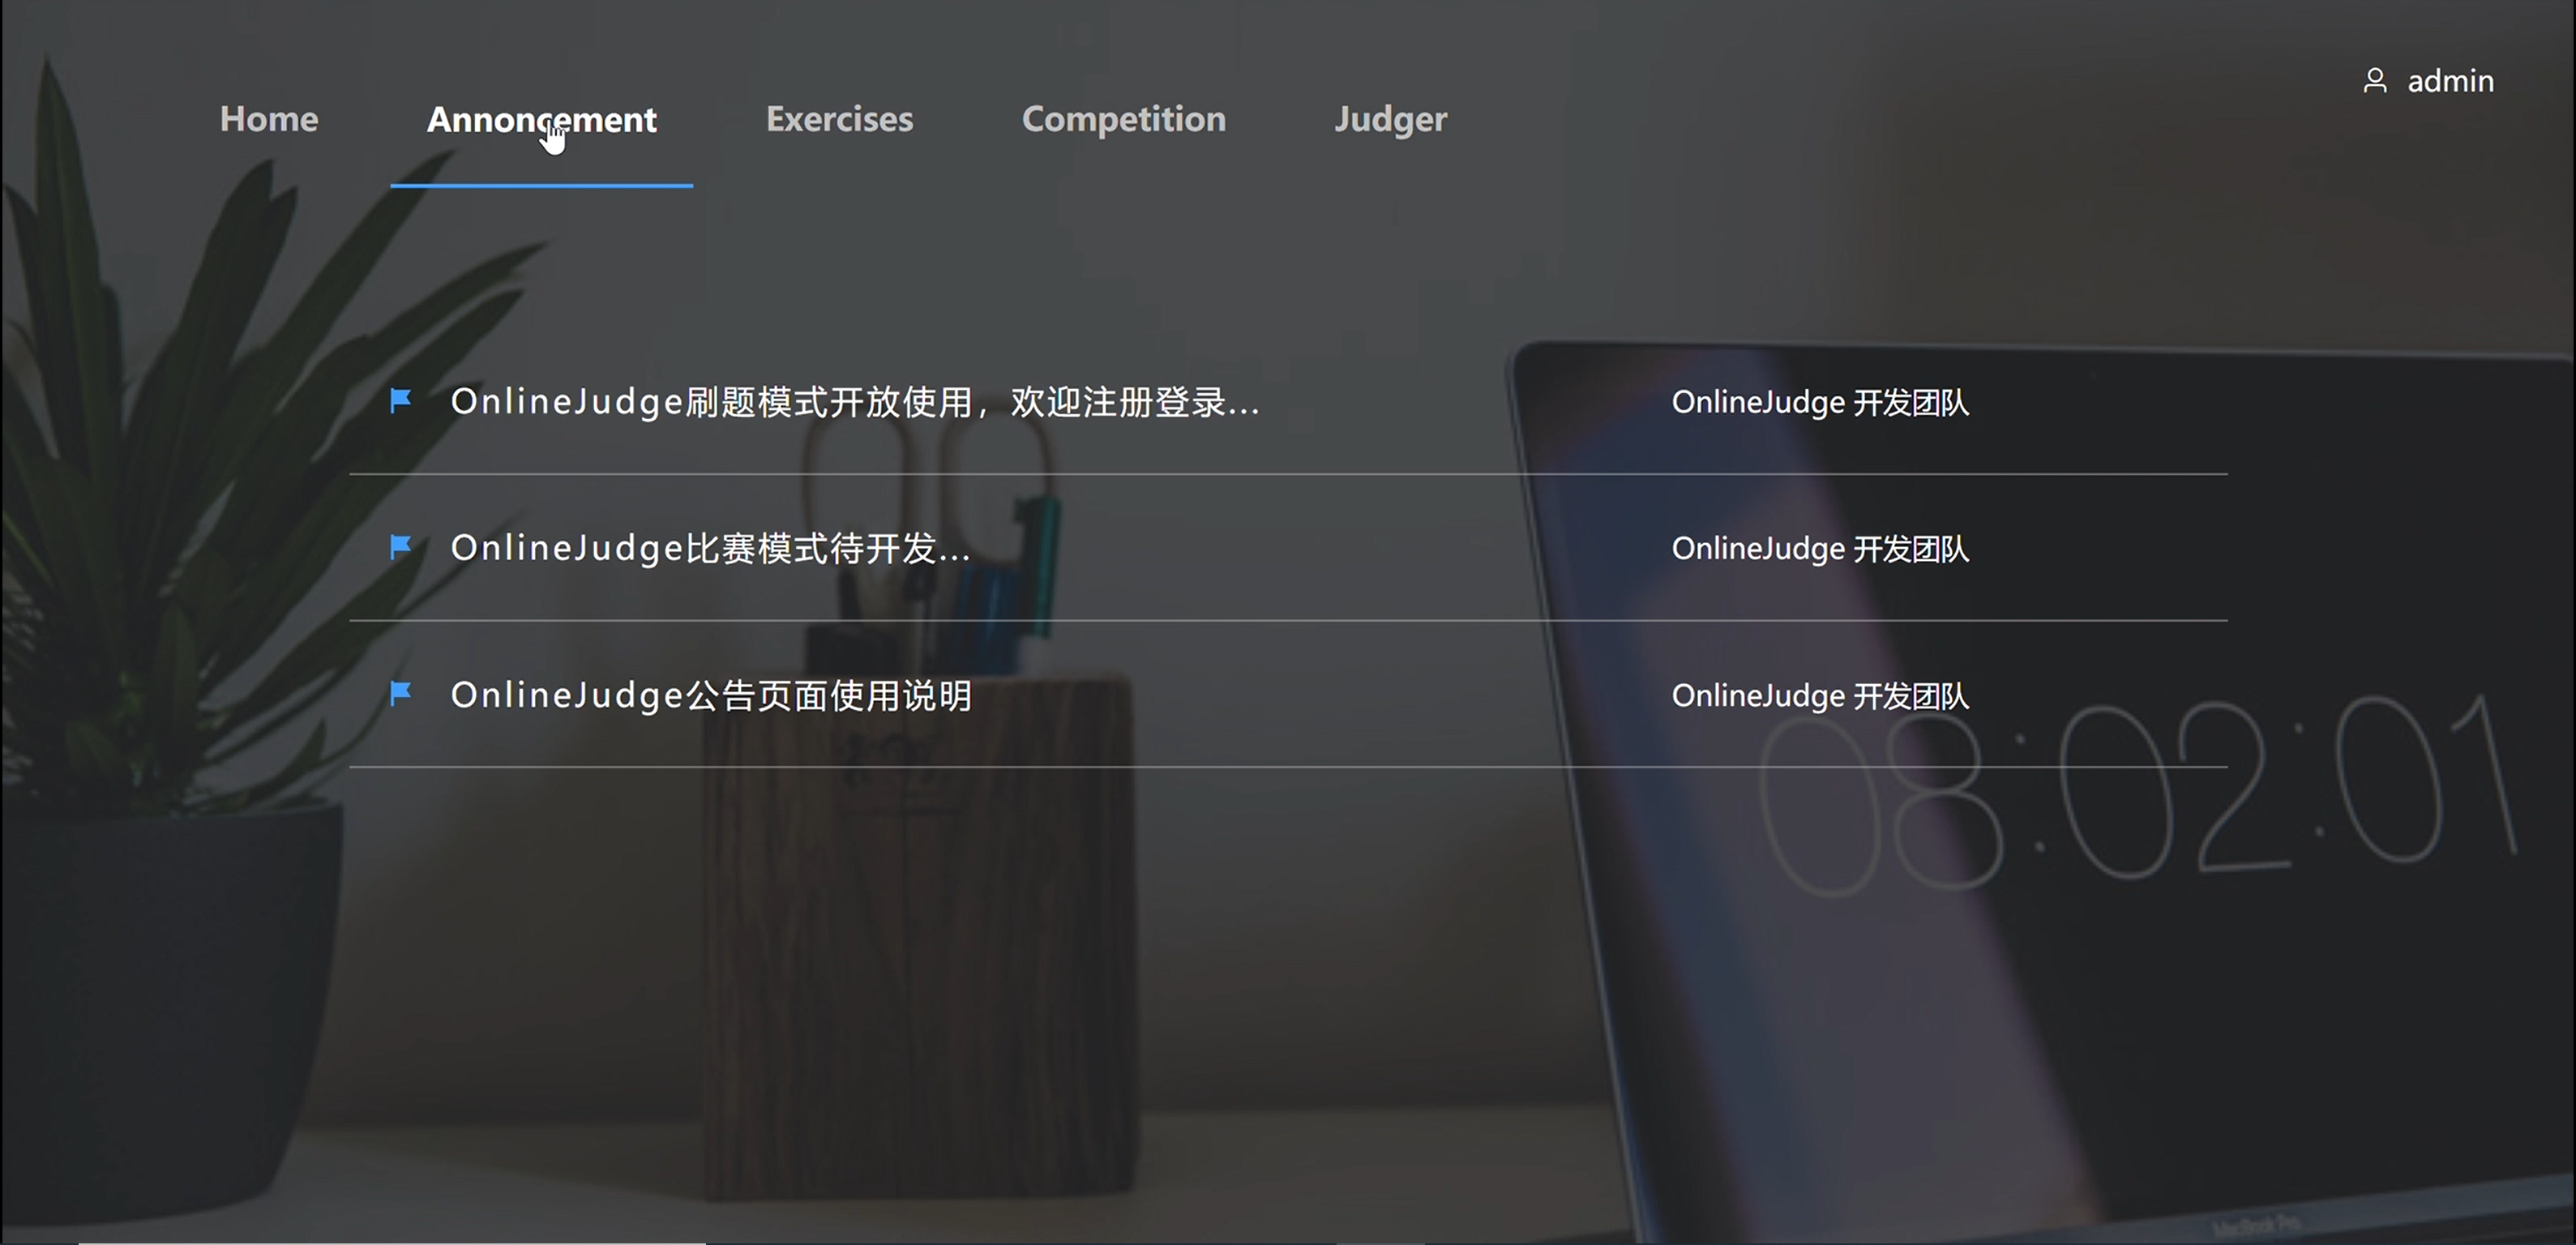 admin
Home Annoncement Exercises Competition Judger
OnlineJudge刷题模式开放使用，欢迎注册登录... OnlineJudge 开发团队
OnlineJudge比赛模式待开发... OnlineJudge 开发团队
OnlineJudge公告页面使用说明 OnlineJudge 开发团队
08:02:01
MacBook Pro